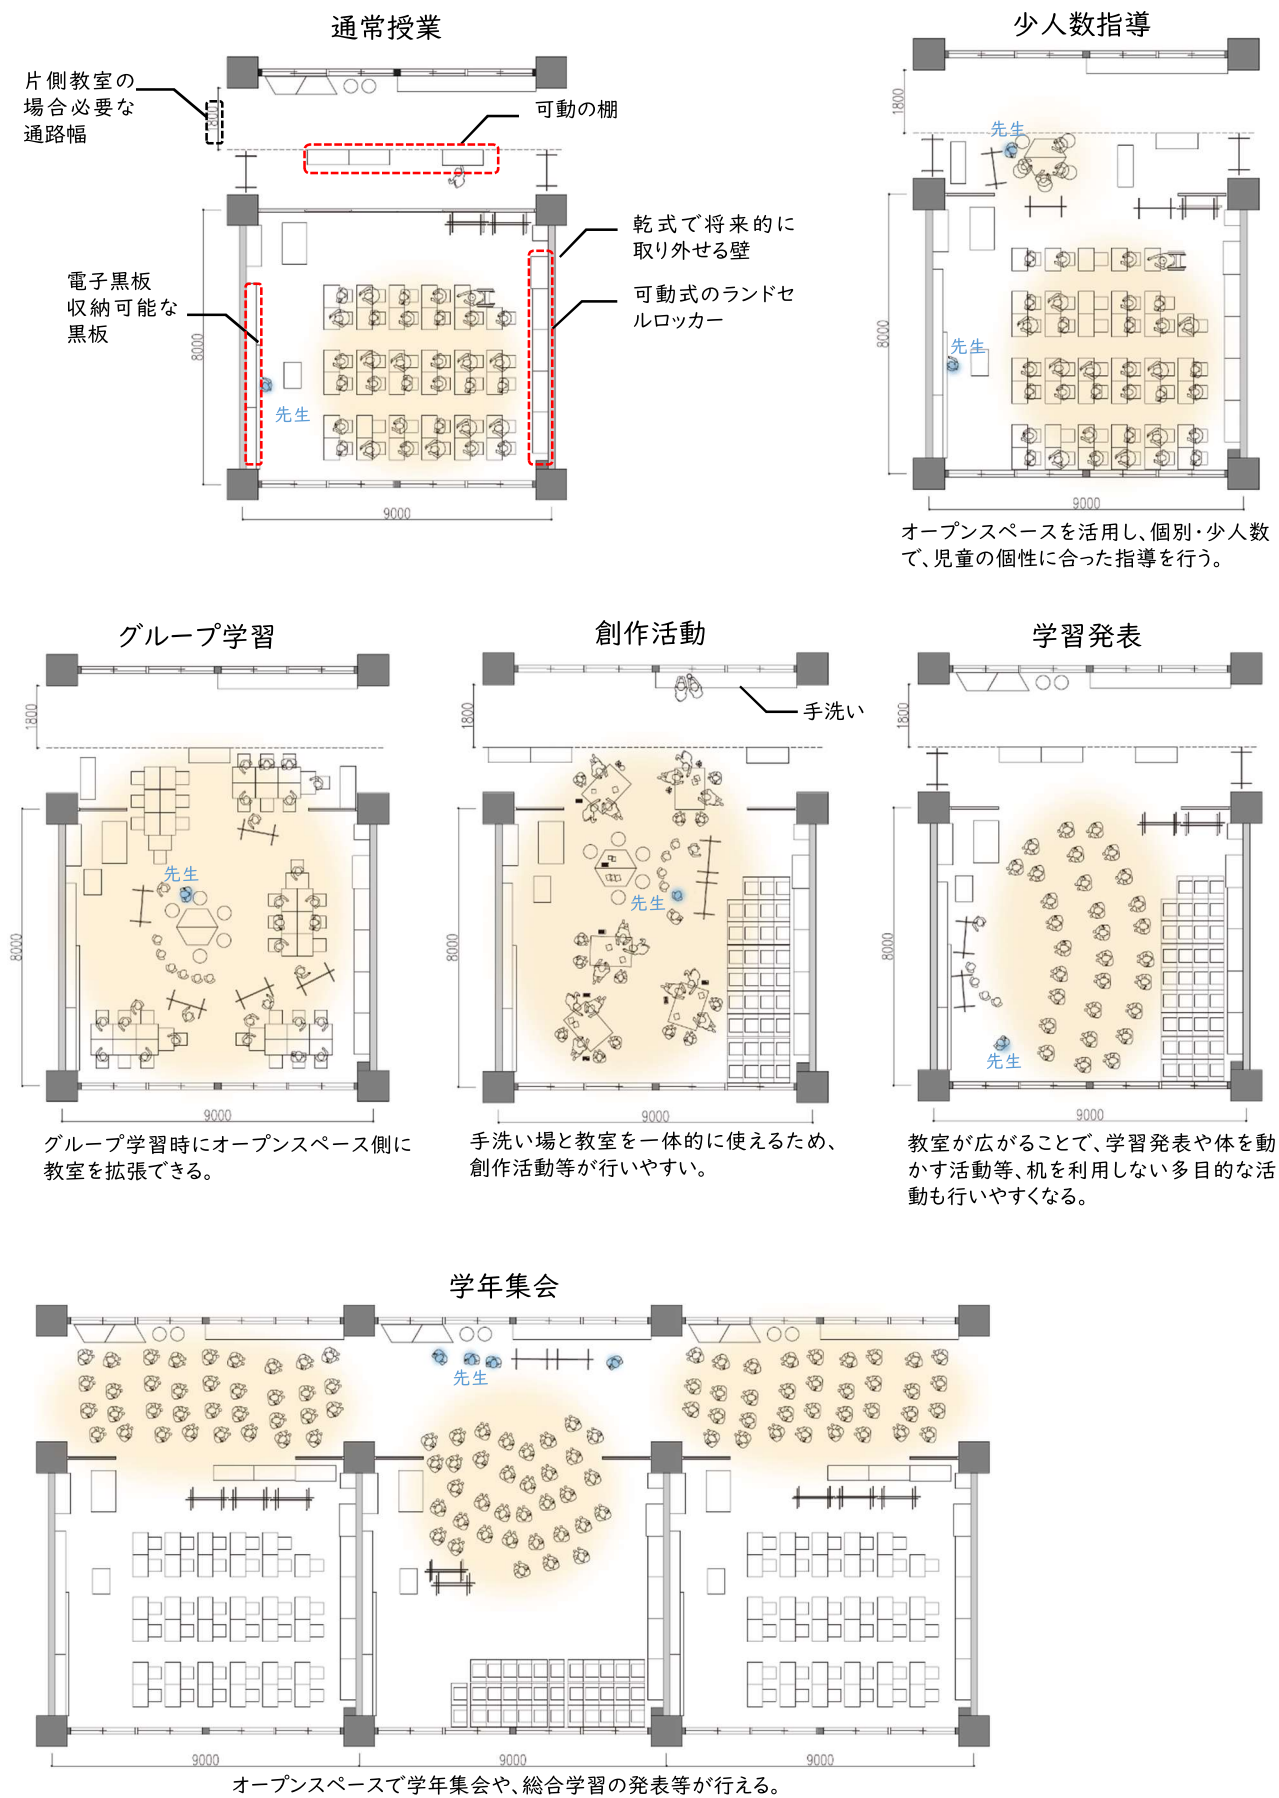 通常授業
片側教室の
場合必要な
通路幅
1800
可動の棚
乾式で将来的に
取り外せる壁
電子黒板
収納可能な
黒板
可動式のランドセ
ルロッカー
8000
先生
9000
少人数指導
1800
先生
先生
8000
9000
オープンスペースを活用し、個別・少人数
で、児童の個性に合った指導を行う。
グループ学習
1800
先生
8000
9000
グループ学習時にオープンスペース側に
教室を拡張できる。
創作活動
手洗い
1800
先生
8000
9000
手洗い場と教室を一体的に使えるため、
創作活動等が行いやすい。
学習発表
1800
8000
先生
9000
教室が広がることで、学習発表や体を動
かす活動等、机を利用しない多目的な活
動も行いやすくなる。
学年集会
先生
9000
9000
9000
オープンスペースで学年集会や、総合学習の発表等が行える。